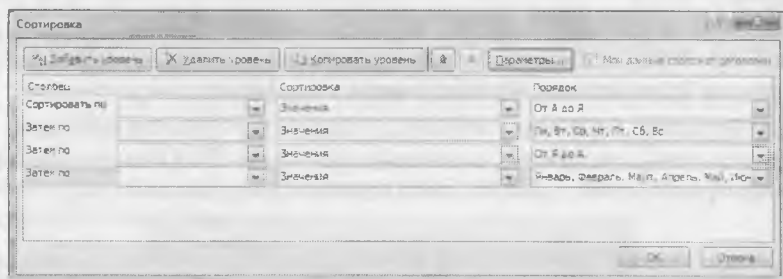 Сортировка
Добавить уровень Удалить уровень Копировать уровень Параметры... Мои данные содержат заголовки
Столбец Сортировка Порядок
Сортировать по Значения От А до Я
Затем по Значения Пн, Вт, Ср, Чт, Пт, Сб, Вс
Затем по Значения От Я до А
Затем по Значения Январь, Февраль, Март, Апрель, Май, Июн
OK Отмена